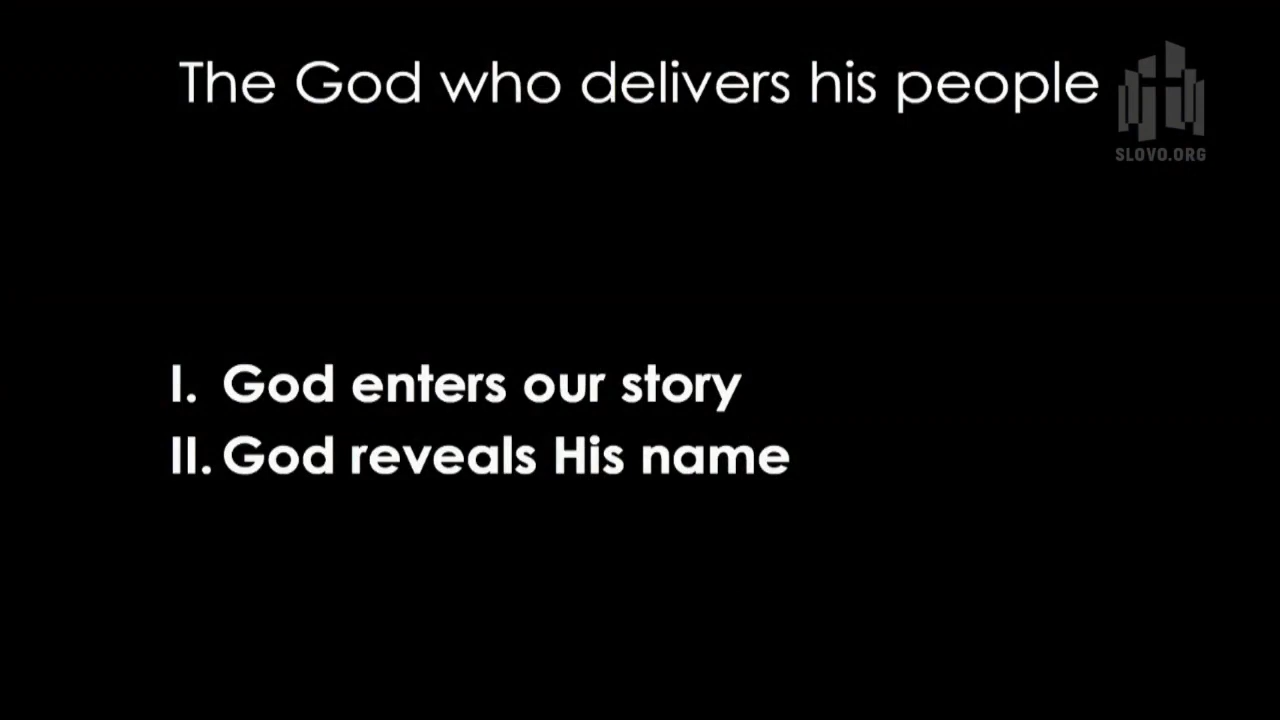 The God who delivers his people
SLOVO.ORG
I. God enters our story
II. God reveals His name